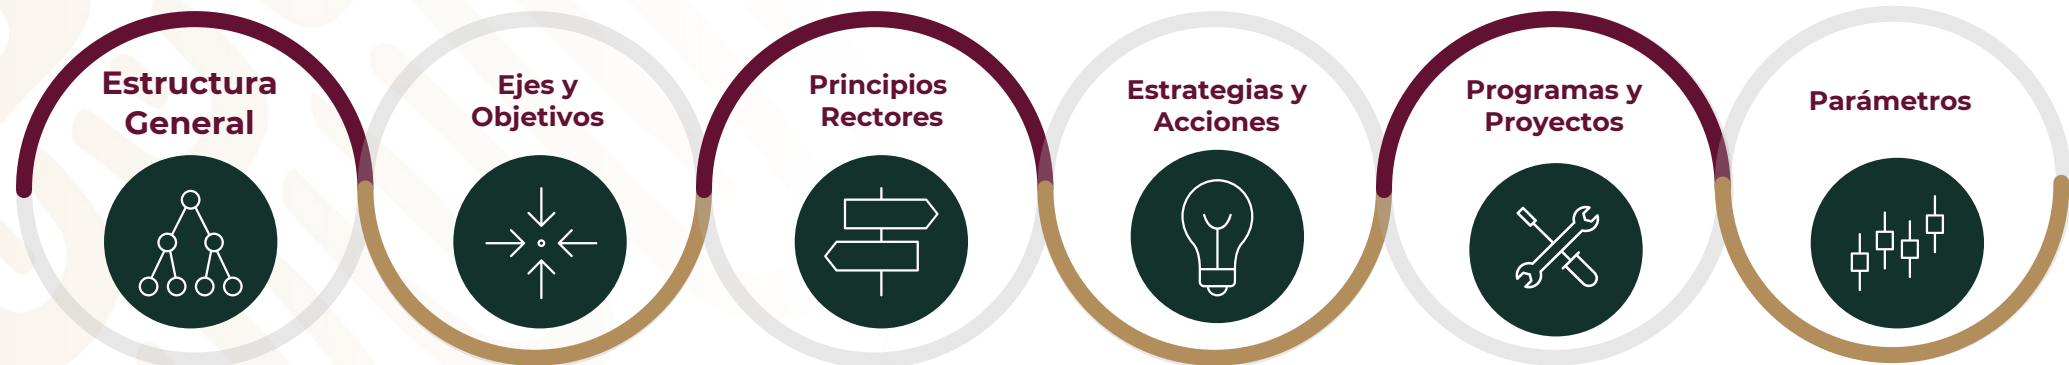 Estructura
General
Ejes y
Objetivos
Principios
Rectores
Estrategias y
Acciones
Programas y
Proyectos
Parámetros